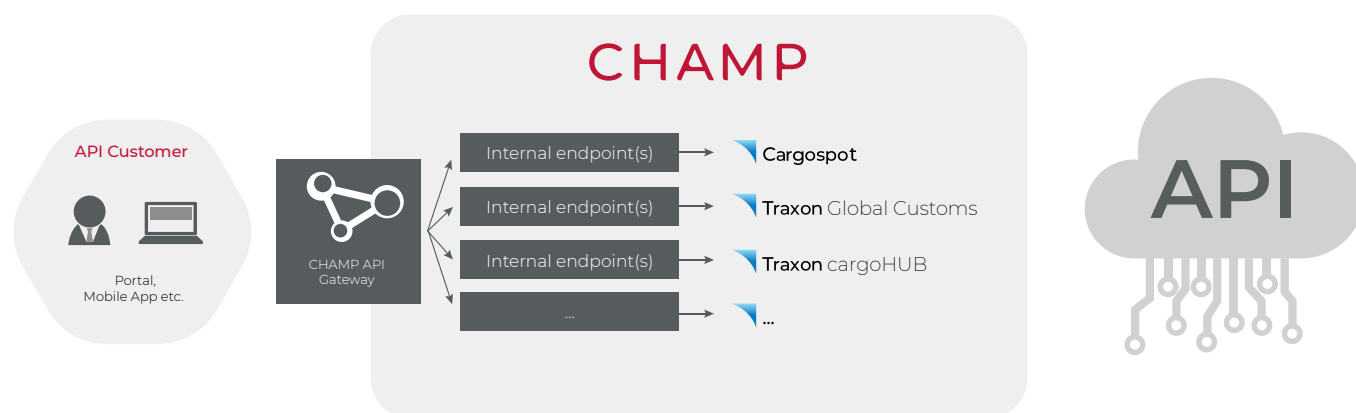 CHAMP
API Customer
Portal,
Mobile App etc.
CHAMP API
Gateway
Internal endpoint(s)
Cargospot
Internal endpoint(s)
Traxon Global Customs
Internal endpoint(s)
Traxon cargoHUB
...
...
API